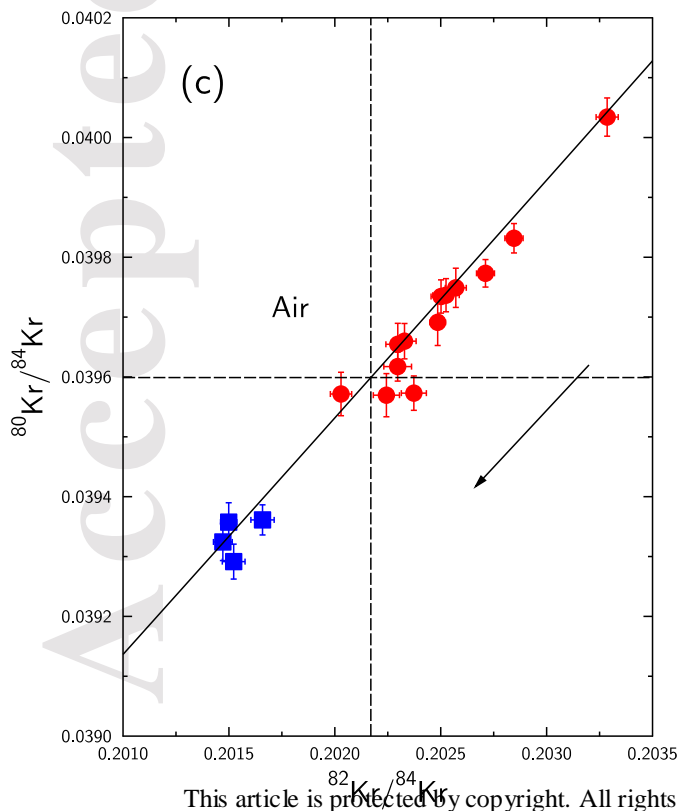 Accepte
0.0402
(c)
0.0400
0.0398
Air
0.0396
0.0394
0.0392
0.0390
⁸⁰Kr/⁸⁴Kr
0.2010 0.2015 0.2020 0.2025 0.2030 0.2035
⁸²Kr/⁸⁴Kr
This article is protected by copyright. All rights